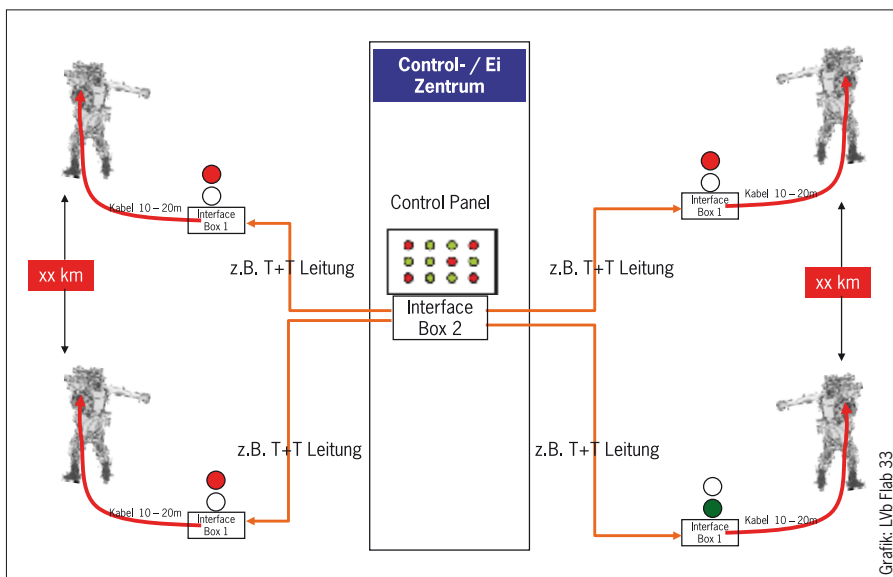 Control- / Ei
Zentrum
Control Panel
Interface
Box 2
Kabel 10 – 20m
Interface
Box 1
z.B. T+T Leitung
xx km
Kabel 10 – 20m
Interface
Box 1
z.B. T+T Leitung
Kabel 10 – 20m
Interface
Box 1
z.B. T+T Leitung
xx km
Kabel 10 – 20m
Interface
Box 1
z.B. T+T Leitung
Grafik: LVb Flab 33